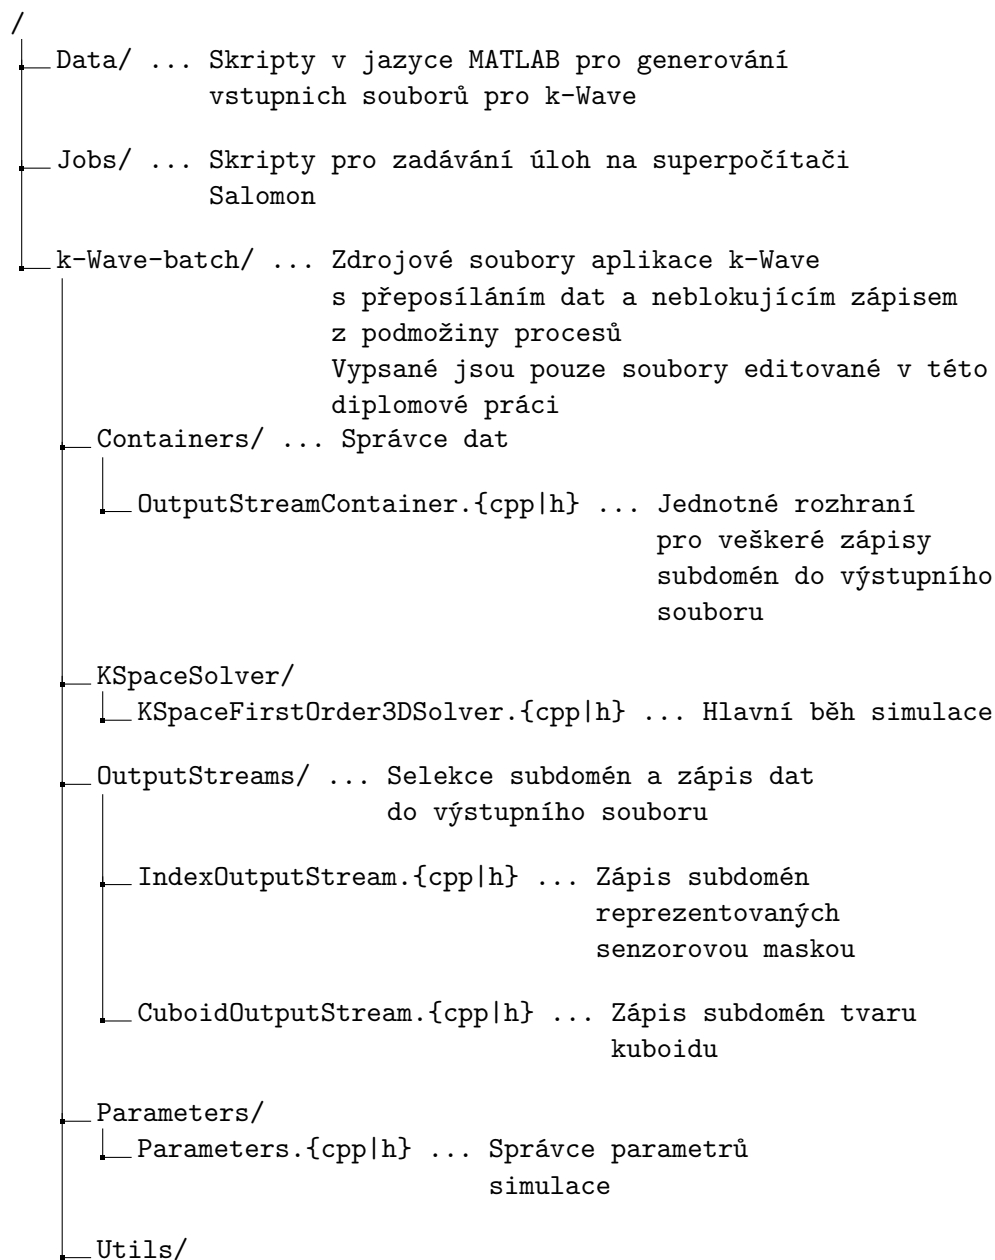 /
Data/ ... Skripty v jazyce MATLAB pro generování
vstupnich souborů pro k-Wave
Jobs/ ... Skripty pro zadávání úloh na superpočítači
Salomon
k-Wave-batch/ ... Zdrojové soubory aplikace k-Wave
s přeposíláním dat a neblokujícím zápisem
z podmožiny procesů
Vypsané jsou pouze soubory editované v této
diplomové práci
Containers/ ... Správce dat
OutputStreamContainer.{cpp|h} ... Jednotné rozhraní
pro veškeré zápisy
subdomén do výstupního
souboru
KSpaceSolver/
KSpaceFirstOrder3DSolver.{cpp|h} ... Hlavní běh simulace
OutputStreams/ ... Selekce subdomén a zápis dat
do výstupního souboru
IndexOutputStream.{cpp|h} ... Zápis subdomén
reprezentovaných
senzorovou maskou
CuboidOutputStream.{cpp|h} ... Zápis subdomén tvaru
kuboidu
Parameters/
Parameters.{cpp|h} ... Správce parametrů
simulace
Utils/